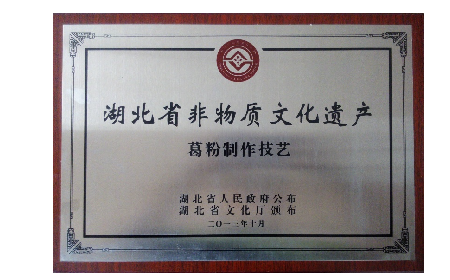 湖北省非物质文化遗产
葛粉制作技艺
湖北省人民政府公布
湖北省文化厅颁布
二〇一三年十月